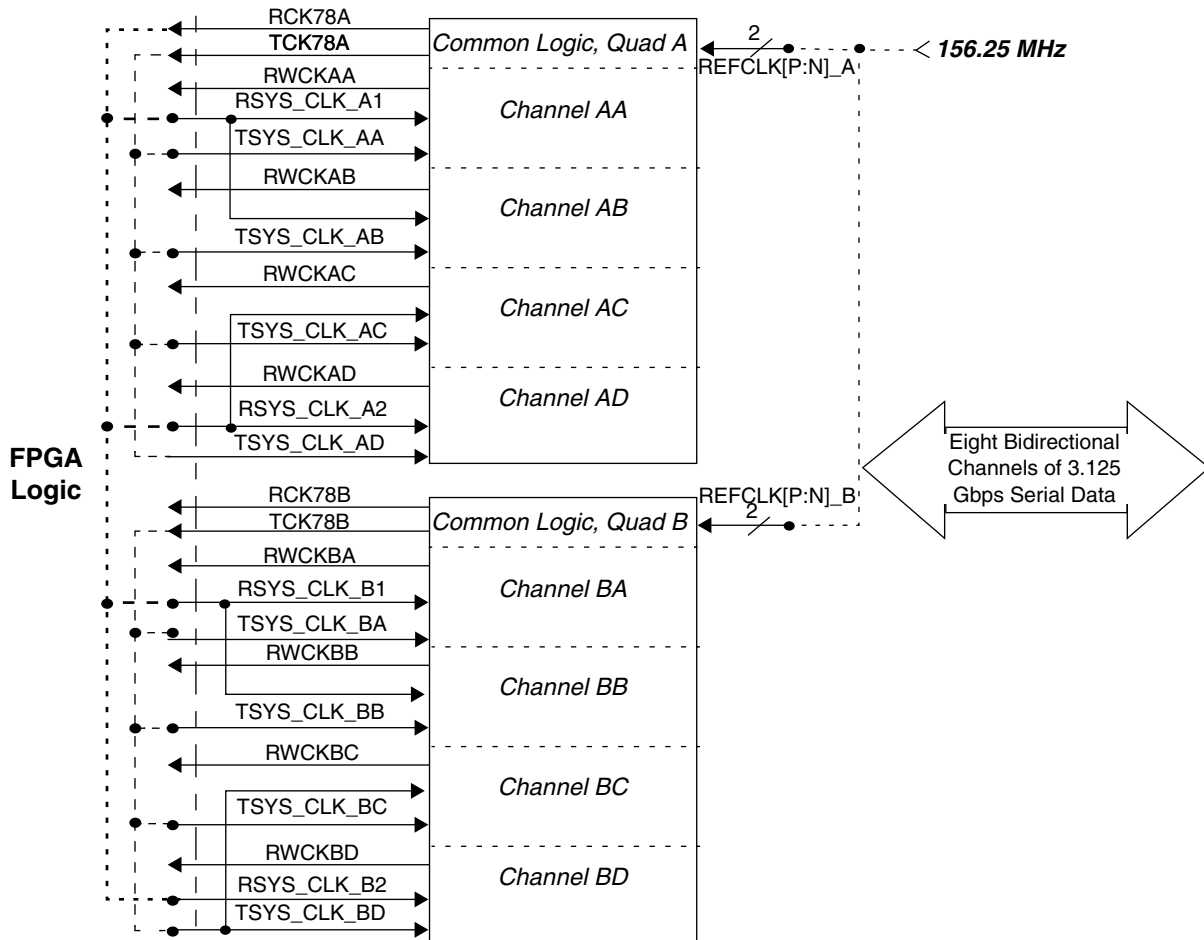 RCK78A
TCK78A
Common Logic, Quad A
2
REFCLK[P:N]_A
156.25 MHz
RWCKAA
RSYS_CLK_A1
Channel AA
TSYS_CLK_AA
RWCKAB
Channel AB
TSYS_CLK_AB
RWCKAC
Channel AC
TSYS_CLK_AC
RWCKAD
Channel AD
RSYS_CLK_A2
TSYS_CLK_AD
FPGA
Logic
Eight Bidirectional
Channels of 3.125
Gbps Serial Data
RCK78B
TCK78B
Common Logic, Quad B
REFCLK[P:N]_B
2
RWCKBA
RSYS_CLK_B1
Channel BA
TSYS_CLK_BA
RWCKBB
Channel BB
TSYS_CLK_BB
RWCKBC
Channel BC
TSYS_CLK_BC
RWCKBD
Channel BD
RSYS_CLK_B2
TSYS_CLK_BD